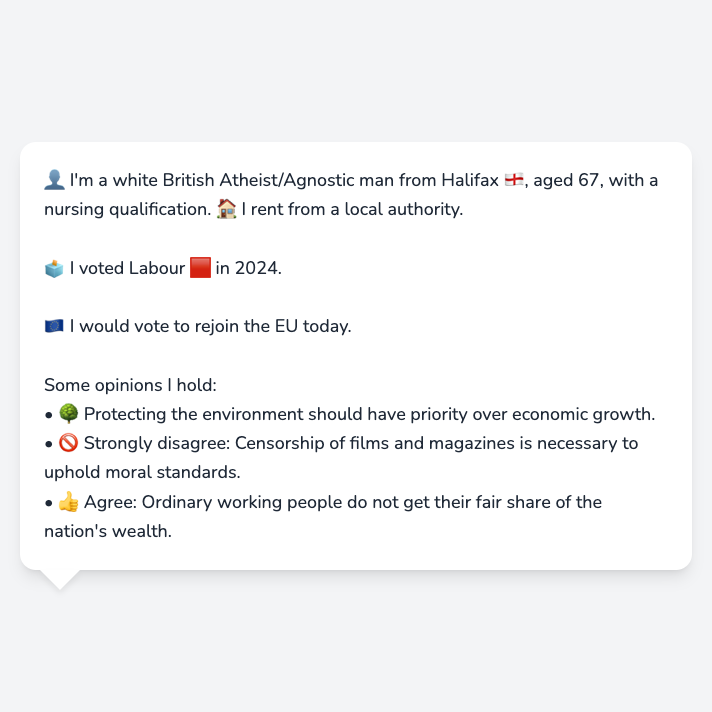 👤 I'm a white British Atheist/Agnostic man from Halifax 🏴󠁧󠁢󠁥󠁮󠁧󠁿, aged 67, with a
nursing qualification. 🏠 I rent from a local authority.
🗳️ I voted Labour 🟥 in 2024.
🇪🇺 I would vote to rejoin the EU today.
Some opinions I hold:
• 🌳 Protecting the environment should have priority over economic growth.
• 🚫 Strongly disagree: Censorship of films and magazines is necessary to
uphold moral standards.
• 👍 Agree: Ordinary working people do not get their fair share of the
nation's wealth.